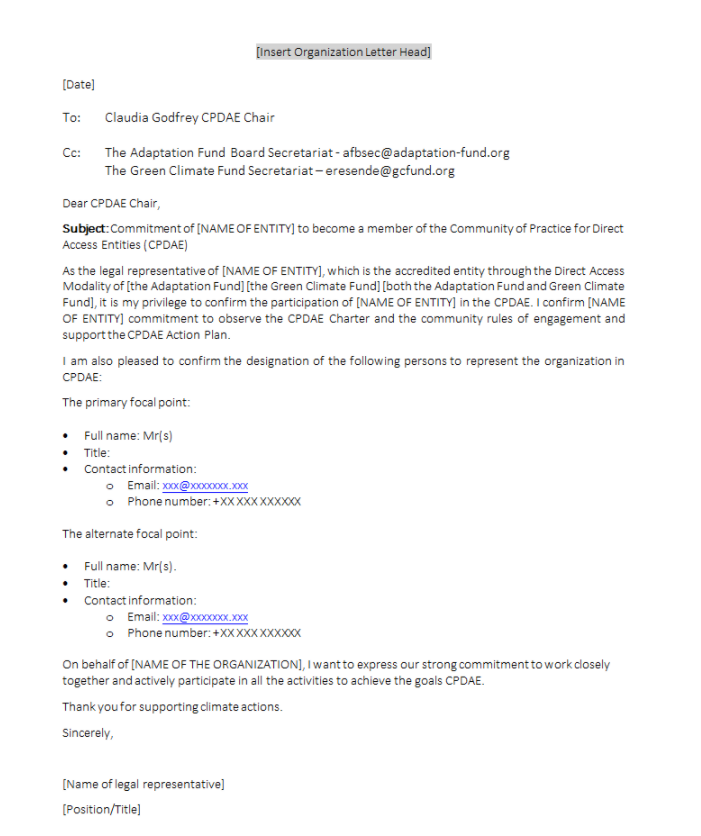 [Insert Organization Letter Head]
[Date]
To: Claudia Godfrey CPDAE Chair
Cc: The Adaptation Fund Board Secretariat - afbsec@adaptation-fund.org
The Green Climate Fund Secretariat – eresende@gcfund.org
Dear CPDAE Chair,
Subject: Commitment of [NAME OF ENTITY] to become a member of the Community of Practice for Direct
Access Entities (CPDAE)
As the legal representative of [NAME OF ENTITY], which is the accredited entity through the Direct Access
Modality of [the Adaptation Fund] [the Green Climate Fund] [both the Adaptation Fund and Green Climate
Fund], it is my privilege to confirm the participation of [NAME OF ENTITY] in the CPDAE. I confirm [NAME
OF ENTITY] commitment to observe the CPDAE Charter and the community rules of engagement and
support the CPDAE Action Plan.
I am also pleased to confirm the designation of the following persons to represent the organization in
CPDAE:
The primary focal point:
• Full name: Mr(s)
• Title:
• Contact information:
o Email: xxx@xxxxxxx.xxx
o Phone number: +XX XXX XXXXXX
The alternate focal point:
• Full name: Mr(s).
• Title:
• Contact information:
o Email: xxx@xxxxxxx.xxx
o Phone number: +XX XXX XXXXXX
On behalf of [NAME OF THE ORGANIZATION], I want to express our strong commitment to work closely
together and actively participate in all the activities to achieve the goals CPDAE.
Thank you for supporting climate actions.
Sincerely,
[Name of legal representative]
[Position/Title]